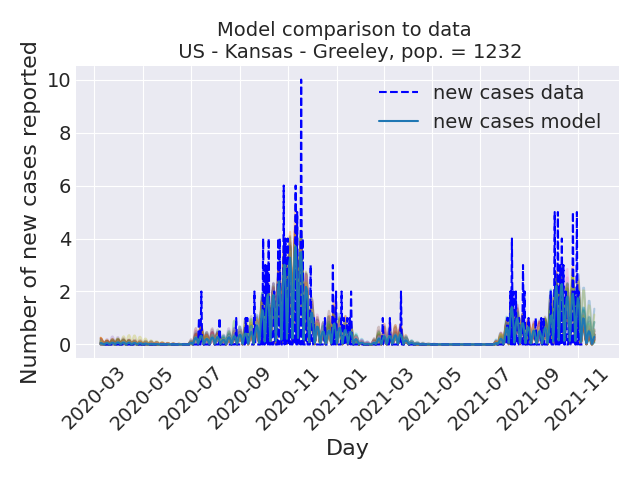 Model comparison to data
US - Kansas - Greeley, pop. = 1232
Number of new cases reported
10
8
6
4
2
0
new cases data
new cases model
2020-03
2020-05
2020-07
2020-09
2020-11
2021-01
2021-03
2021-05
2021-07
2021-09
2021-11
Day